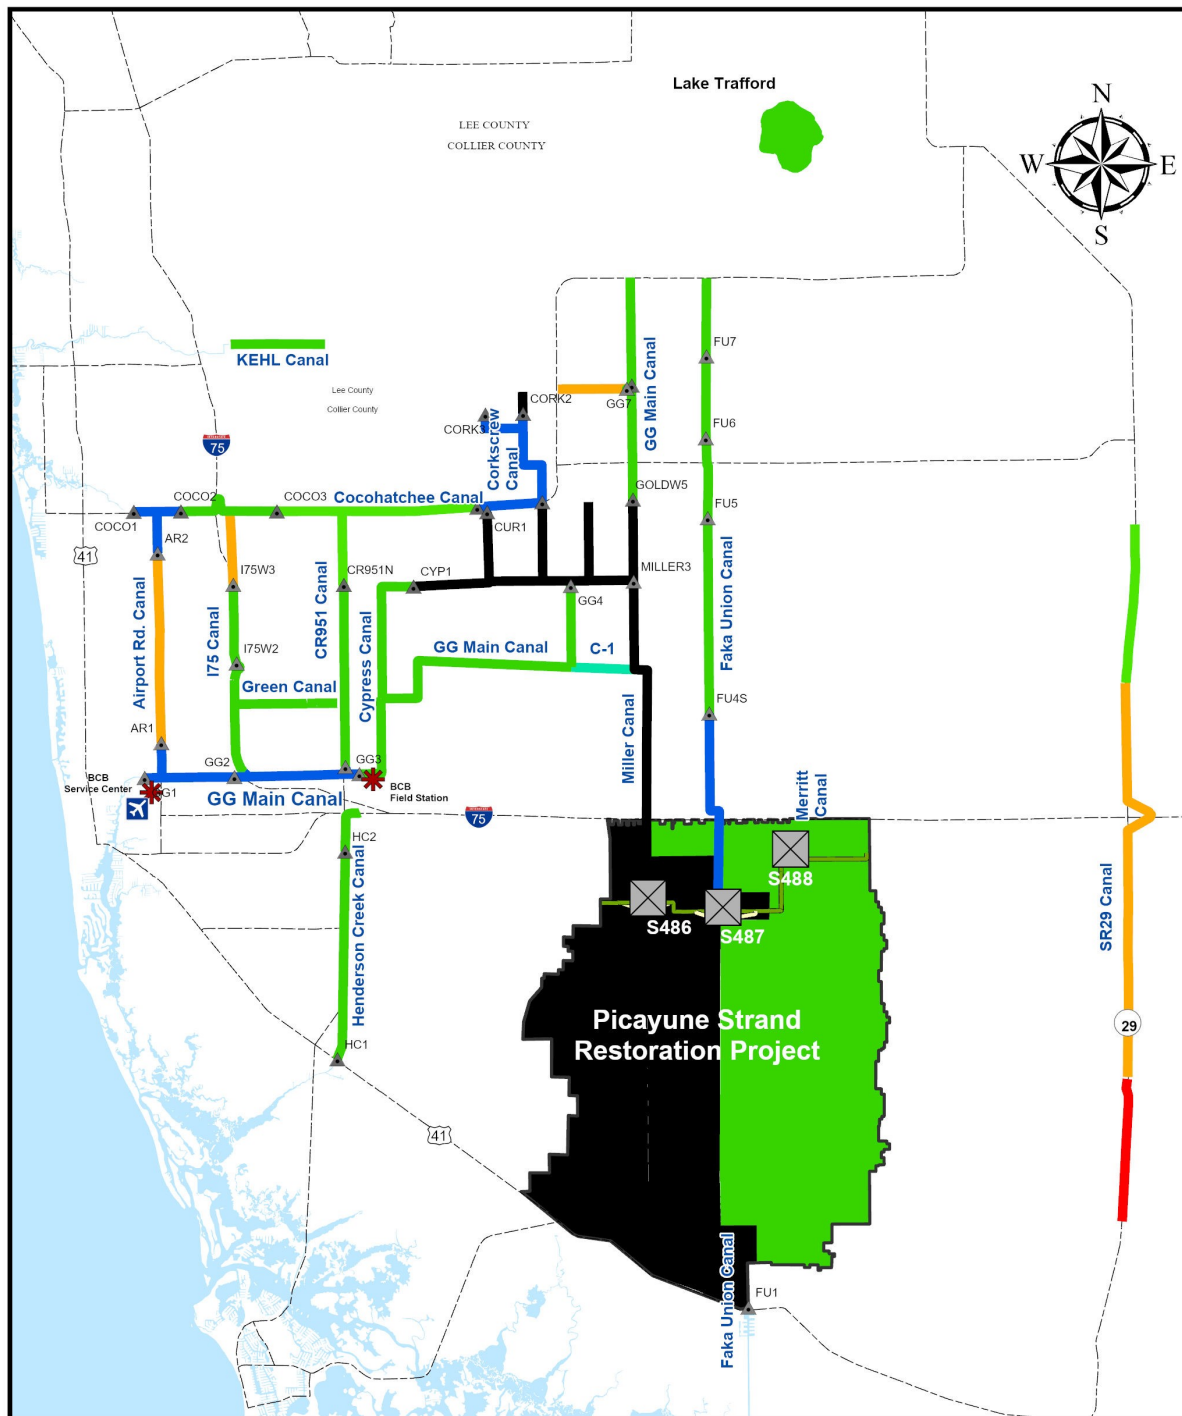 Lake Trafford
LEE COUNTY
COLLIER COUNTY
N
W
E
S
KEHL Canal
Lee County
Collier County
75
FU7
GG7
GG Main Canal
CORK2
CORK3
Corkscrew
Canal
FU6
COCO1
COCO2
COCO3
Cocohatchee Canal
CUR1
GOLDW5
FU5
41
AR2
I75W3
CR951N
CYP1
GG4
MILLER3
Airport Rd. Canal
I75 Canal
CR951 Canal
Cypress Canal
Faka Union Canal
I75W2
GG Main Canal
C-1
Green Canal
Miller Canal
FU4S
AR1
GG2
GG3
BCB
Service Center
G1
GG Main Canal
BCB
Field Station
75
Merritt
Canal
HC2
Henderson Creek Canal
S488
S486
S487
SR29 Canal
Picayune Strand
Restoration Project
29
HC1
41
Faka Union Canal
FU1